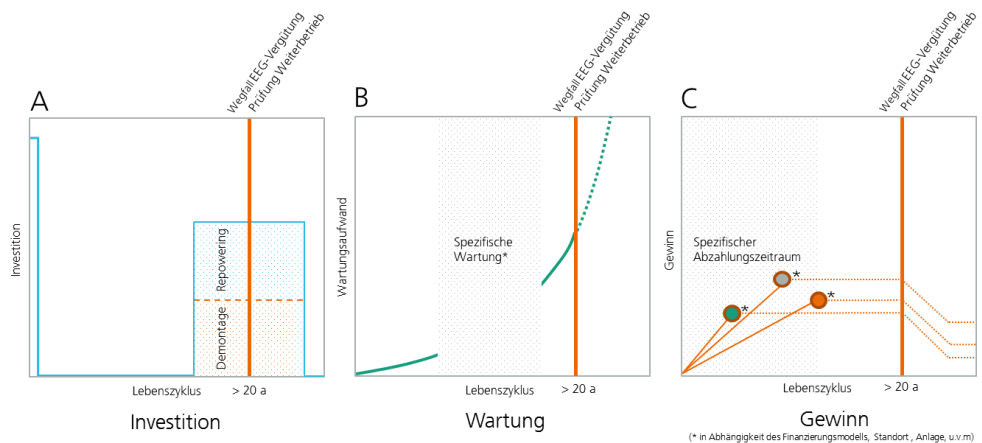 A
Wegfall EEG-Vergütung
Prüfung Weiterbetrieb
Investition
Repowering
Demontage
Lebenszyklus
> 20 a
Investition
B
Wegfall EEG-Vergütung
Prüfung Weiterbetrieb
Wartungsaufwand
Spezifische
Wartung*
Lebenszyklus
> 20 a
Wartung
C
Wegfall EEG-Vergütung
Prüfung Weiterbetrieb
Gewinn
Spezifischer
Abzahlungszeitraum
*
*
*
Lebenszyklus
> 20 a
Gewinn
(* in Abhängigkeit des Finanzierungsmodells, Standort , Anlage, u.v.m)